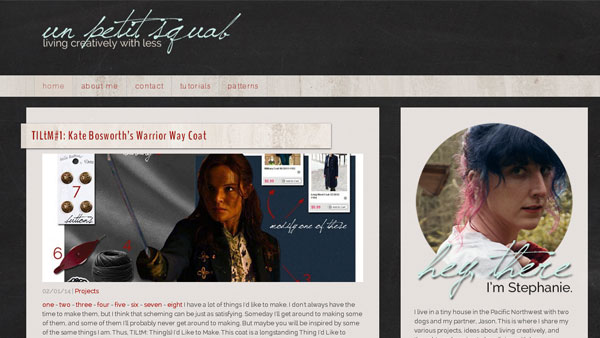 un petit squab
living creatively with less
home about me contact tutorials patterns
TILtM#1: Kate Bosworth's Warrior Way Coat
7
buttons
6
modify one of these
02/01/14 | Projects
one - two - three - four - five - six - seven - eight I have a lot of things I'd like to make. I don't always have the
time to make them, but I think that scheming can be just as satisfying. Someday I'll get around to making some
of them, and some of them I'll probably never get around to making. But maybe you will be inspired by some
of the same things I am. Thus, TILtM: Thing(s) I'd Like to Make. This coat is a longstanding Thing I'd Like to
hey, there
I'm Stephanie.
I live in a tiny house in the Pacific Northwest with two
dogs and my partner, Jason. This is where I share my
various projects, ideas about living creatively, and